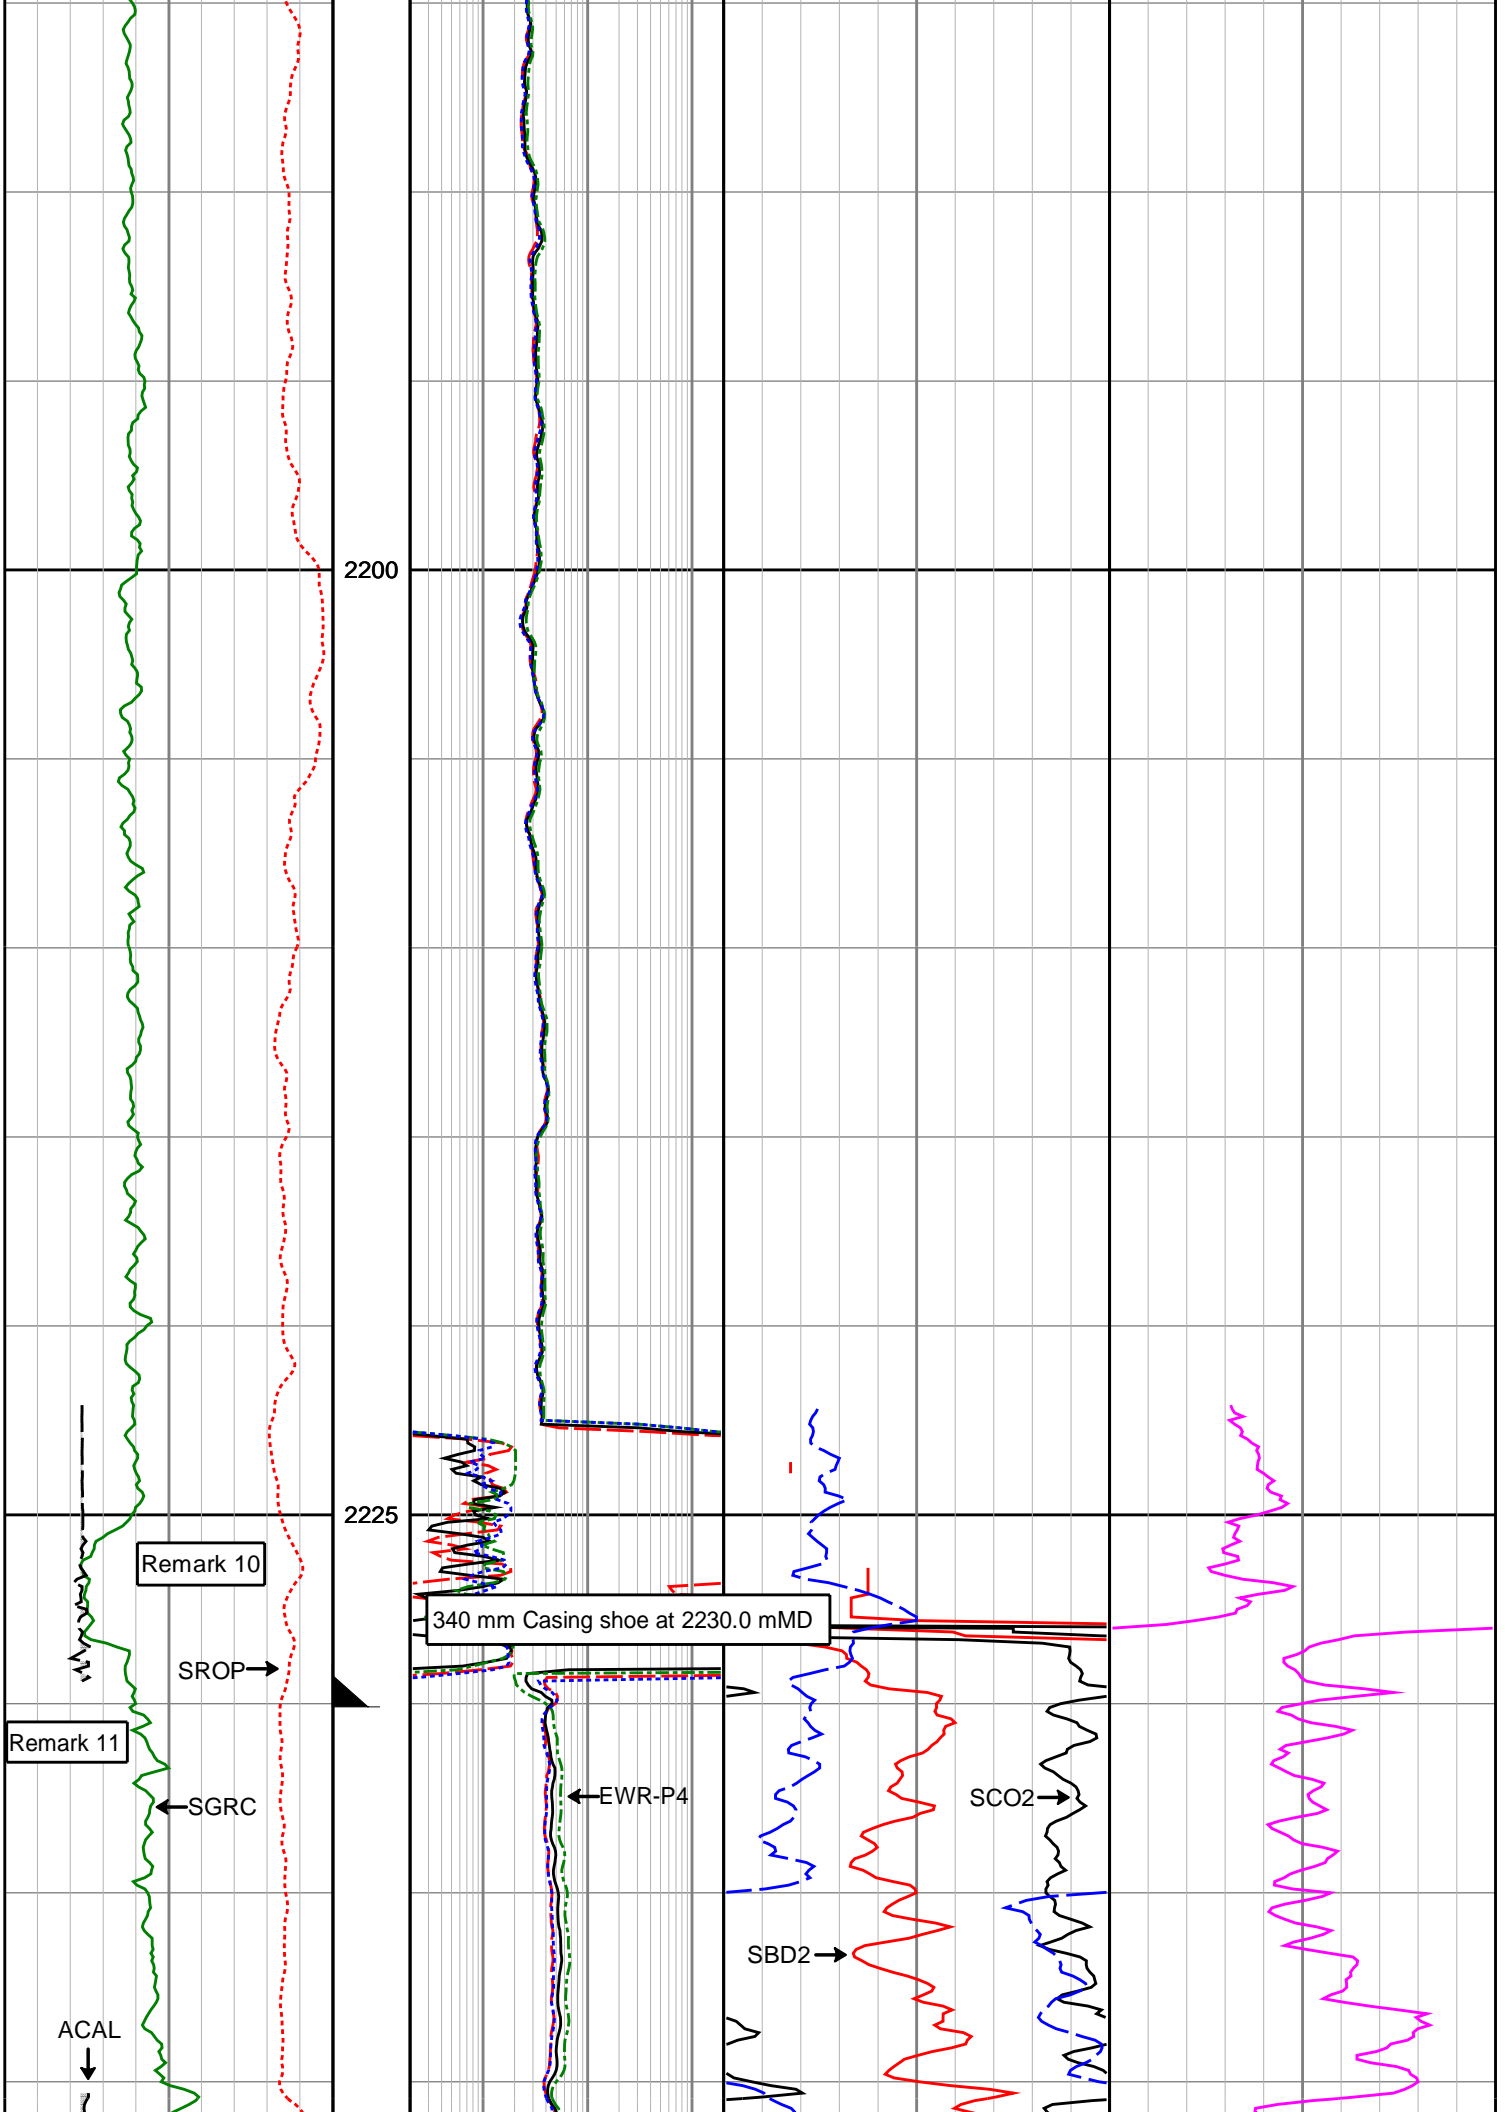 2200
2225
Remark 10
340 mm Casing shoe at 2230.0 mMD
SROP
Remark 11
EWR-P4
SCO2
SGRC
SBD2
ACAL